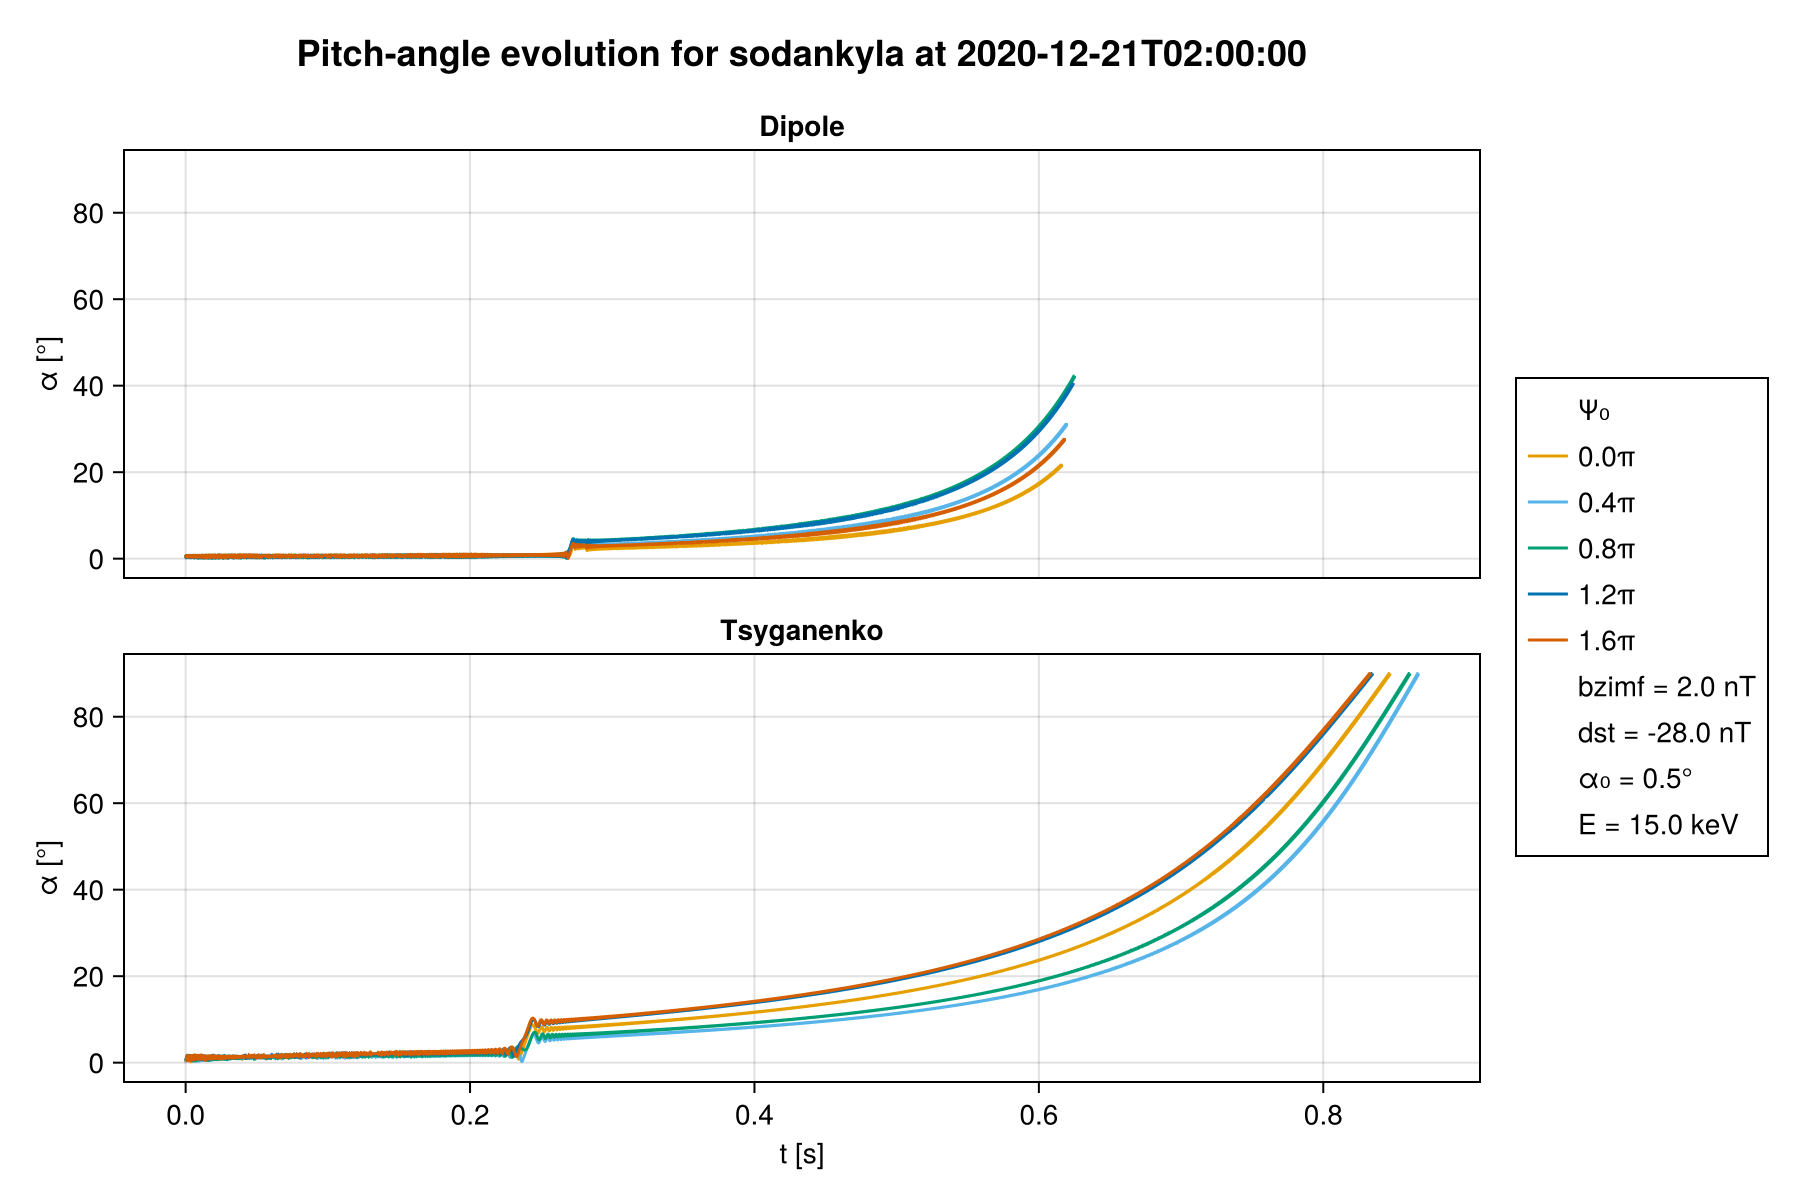 Pitch-angle evolution for sodankyla at 2020-12-21T02:00:00
Dipole
80
60
40
20
0
α [°]
Tsyganenko
80
60
40
20
0
α [°]
0.0
0.2
0.4
0.6
0.8
t [s]
Ψ₀
0.0π
0.4π
0.8π
1.2π
1.6π
bzimf = 2.0 nT
dst = -28.0 nT
α₀ = 0.5°
E = 15.0 keV